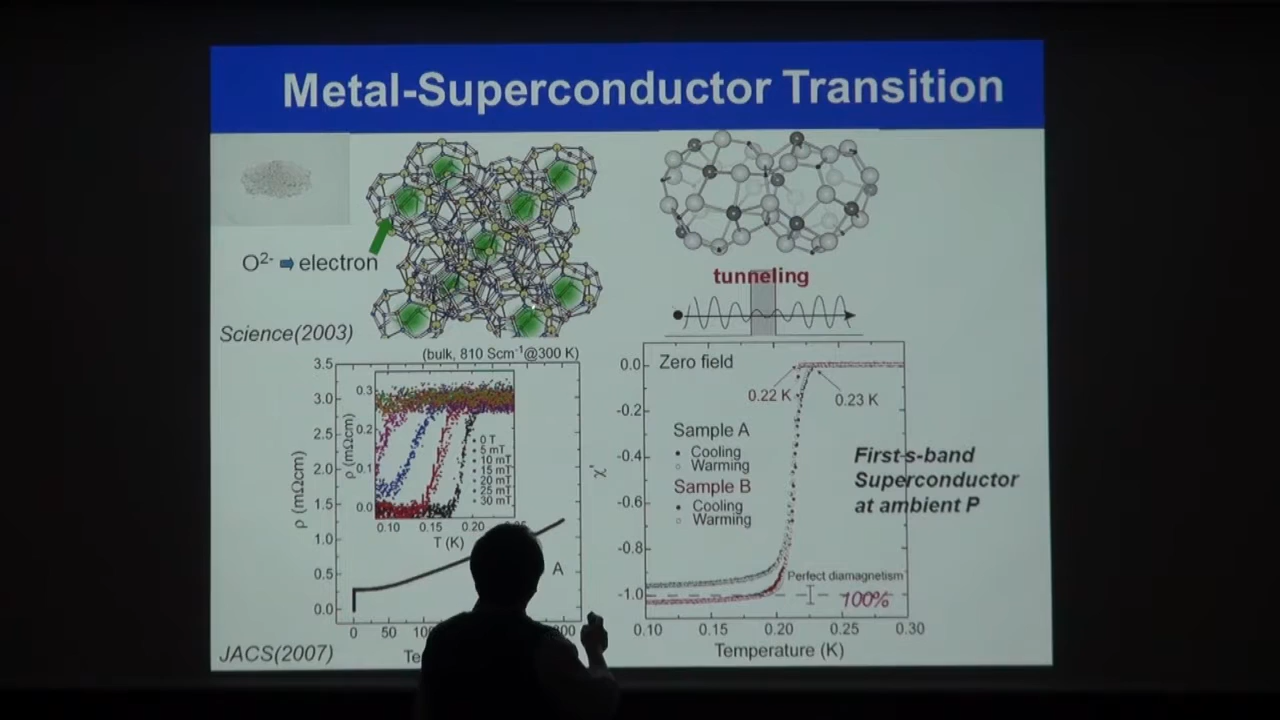 Metal-Superconductor Transition
O²⁻ ➡ electron
Science(2003)
tunneling
(bulk, 810 Scm⁻¹@300 K)
3.5
3.0
2.5
2.0
1.5
1.0
0.5
0.0
ρ (mΩcm)
0.3
0.2
0.1
0.0
ρ (mΩcm)
0 T
5 mT
10 mT
15 mT
20 mT
25 mT
30 mT
0.10 0.15 0.20
T (K)
A
0 50
JACS(2007)
Zero field
0.22 K
0.23 K
0.0
-0.2
-0.4
-0.6
-0.8
-1.0
χ'
Sample A
Cooling
Warming
Sample B
Cooling
Warming
First s-band
Superconductor
at ambient P
Perfect diamagnetism
100%
0.10 0.15 0.20 0.25 0.30
Temperature (K)